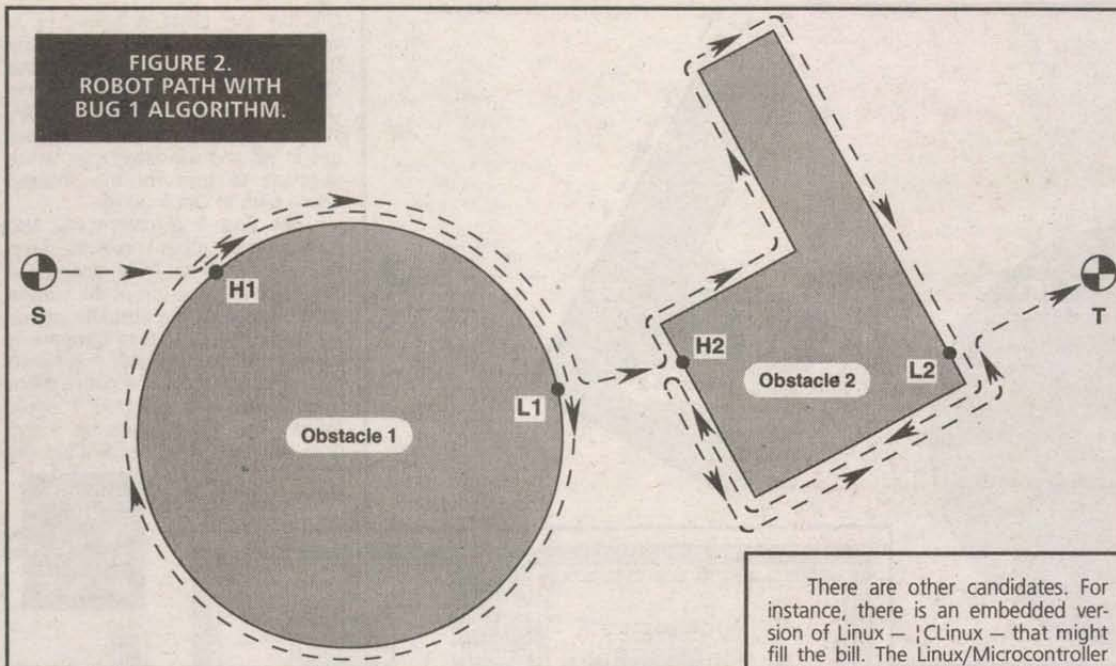 FIGURE 2.
ROBOT PATH WITH
BUG 1 ALGORITHM.
S
H1
L1
Obstacle 1
H2
L2
Obstacle 2
T
There are other candidates. For
instance, there is an embedded ver-
sion of Linux – ¦CLinux – that might
fill the bill. The Linux/Microcontroller